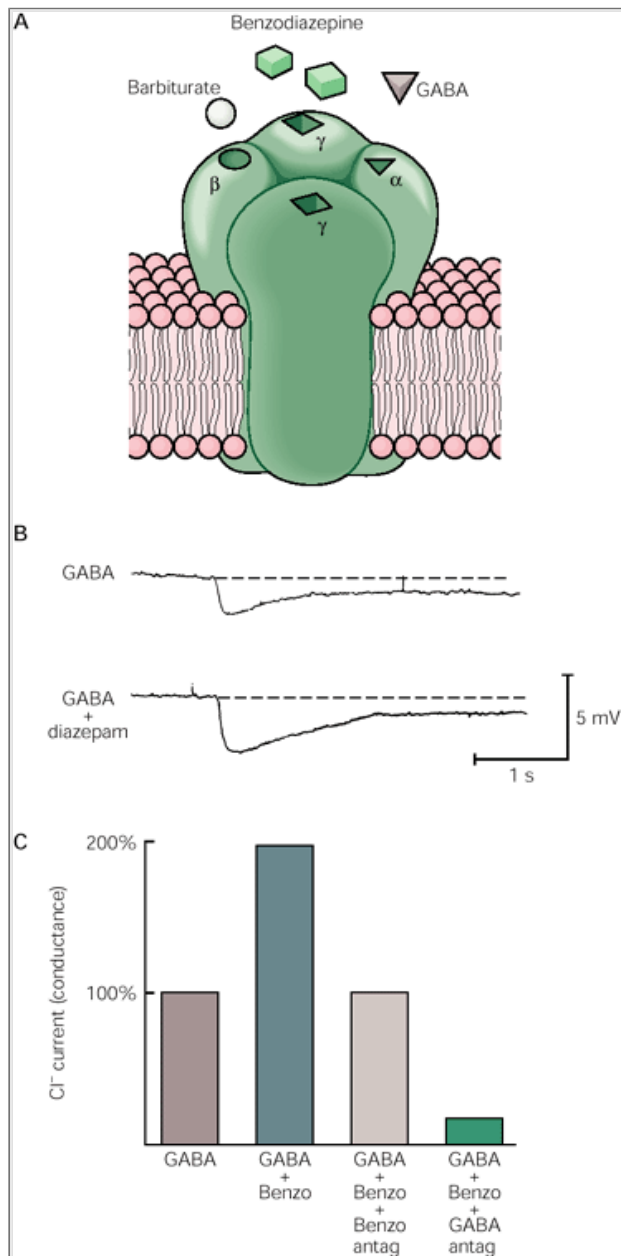 A
Benzodiazepine
Barbiturate
GABA
γ
β
α
γ
B
GABA
GABA
+
diazepam
5 mV
1 s
C
200%
100%
Cl⁻ current (conductance)
GABA
GABA
+
Benzo
GABA
+
Benzo
+
Benzo
antag
GABA
+
Benzo
+
GABA
antag